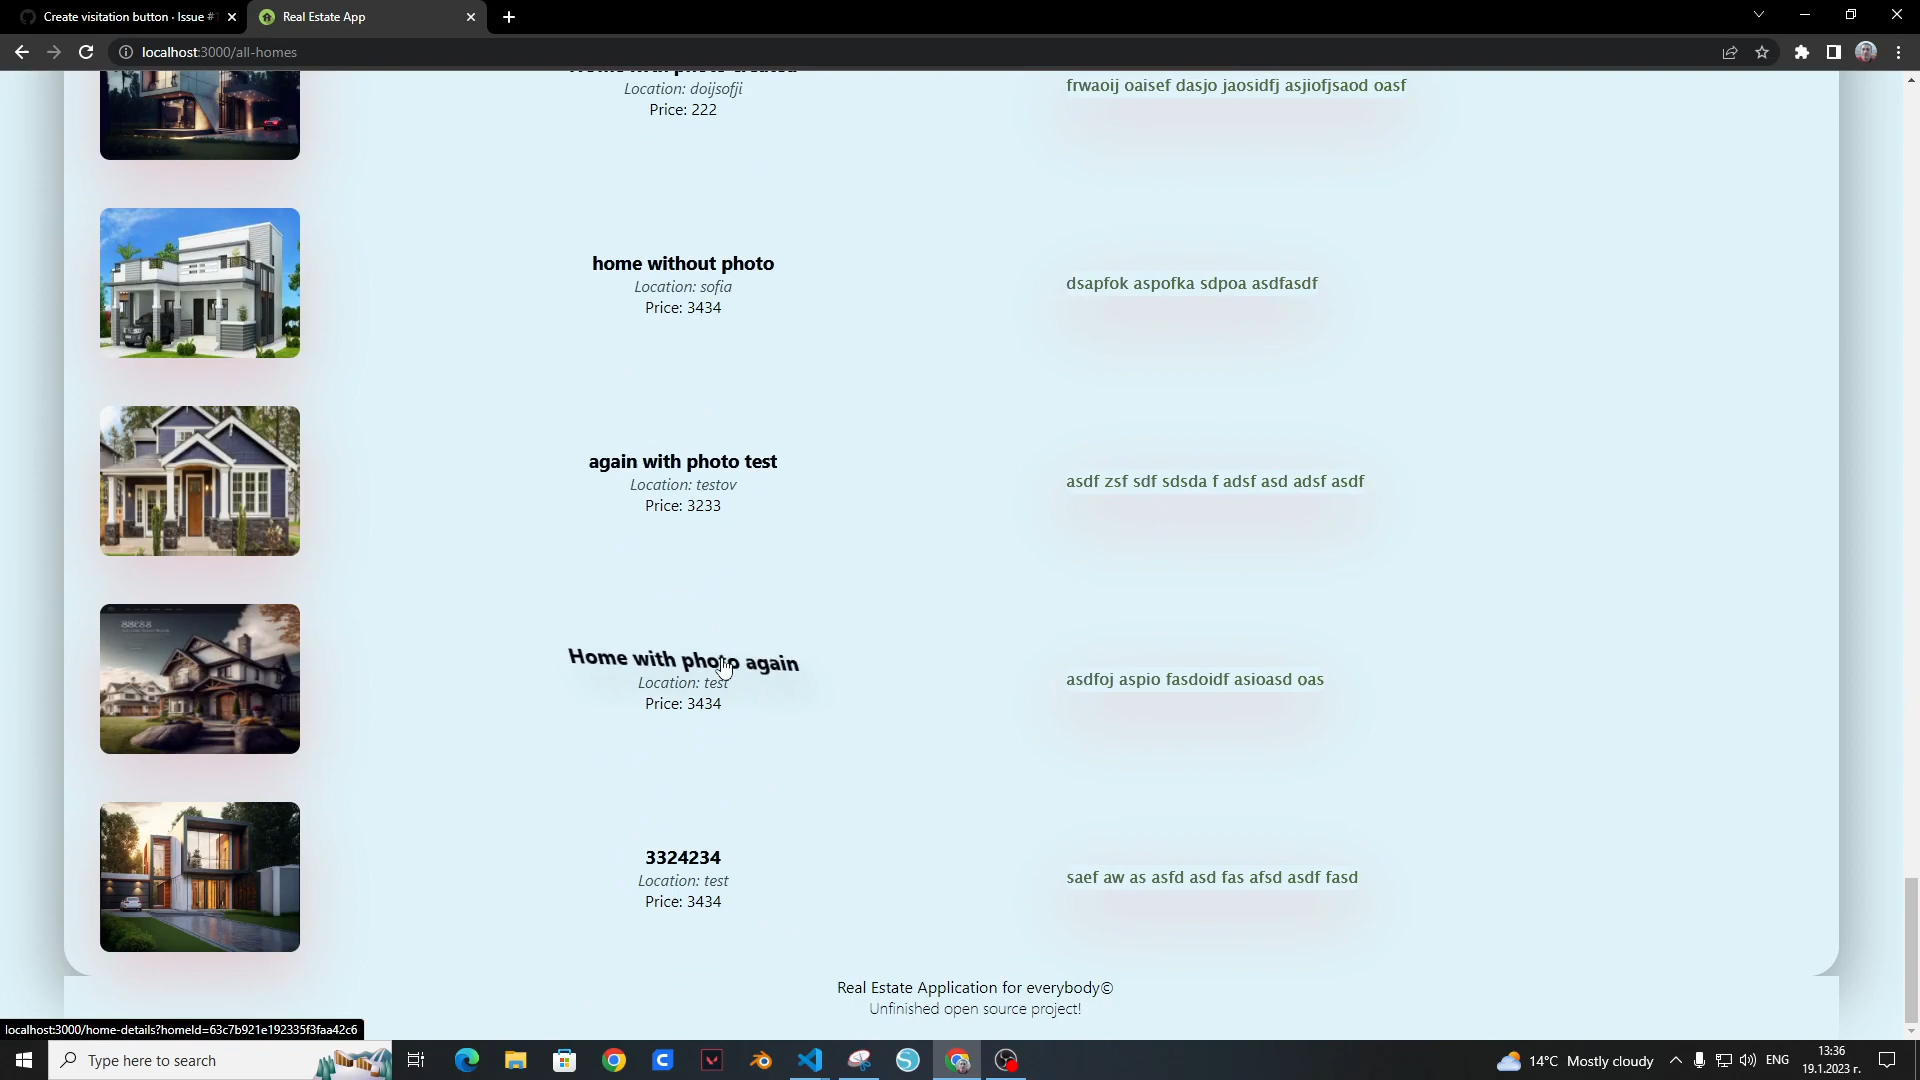 Create visitation button · Issue #
Real Estate App
localhost:3000/all-homes
Location: doijsofji
Price: 222
frwaoij oaisef dasjo jaosidfj asjiofjsaod oasf
home without photo
Location: sofia
Price: 3434
dsapfok aspofka sdpoa asdfasdf
again with photo test
Location: testov
Price: 3233
asdf zsf sdf sdsda f adsf asd adsf asdf
Home with photo again
Location: test
Price: 3434
asdfoj aspio fasdoidf asioasd oas
3324234
Location: test
Price: 3434
saef aw as asfd asd fas afsd asdf fasd
Real Estate Application for everybody©
Unfinished open source project!
localhost:3000/home-details?homeId=63c7b921e192335f3faa42c6
Type here to search
14°C Mostly cloudy
ENG
13:36
19.1.2023 г.